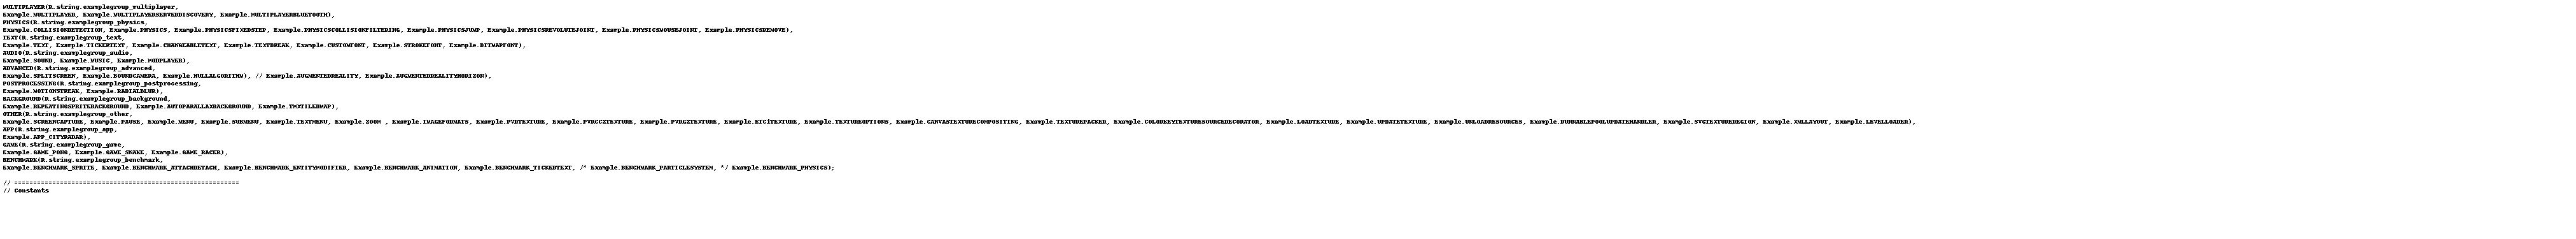 MULTIPLAYER(R.string.examplegroup_multiplayer,
Example.MULTIPLAYER, Example.MULTIPLAYERSERVERDISCOVERY, Example.MULTIPLAYERBLUETOOTH),
PHYSICS(R.string.examplegroup_physics,
Example.COLLISIONDETECTION, Example.PHYSICS, Example.PHYSICSFIXEDSTEP, Example.PHYSICSCOLLISIONFILTERING, Example.PHYSICSJUMP, Example.PHYSICSREVOLUTEJOINT, Example.PHYSICSMOUSEJOINT, Example.PHYSICSREMOVE),
TEXT(R.string.examplegroup_text,
Example.TEXT, Example.TICKERTEXT, Example.CHANGEABLETEXT, Example.TEXTBREAK, Example.CUSTOMFONT, Example.STROKEFONT, Example.BITMAPFONT),
AUDIO(R.string.examplegroup_audio,
Example.SOUND, Example.MUSIC, Example.MODPLAYER),
ADVANCED(R.string.examplegroup_advanced,
Example.SPLITSCREEN, Example.BOUNDCAMERA, Example.HULLALGORITHM), // Example.AUGMENTEDREALITY, Example.AUGMENTEDREALITYHORIZON),
POSTPROCESSING(R.string.examplegroup_postprocessing,
Example.MOTIONSTREAK, Example.RADIALBLUR),
BACKGROUND(R.string.examplegroup_background,
Example.REPEATINGSPRITEBACKGROUND, Example.AUTOPARALLAXBACKGROUND, Example.TMXTILEDMAP),
OTHER(R.string.examplegroup_other,
Example.SCREENCAPTURE, Example.PAUSE, Example.MENU, Example.SUBMENU, Example.TEXTMENU, Example.ZOOM , Example.IMAGEFORMATS, Example.PVRTEXTURE, Example.PVRCCZTEXTURE, Example.PVRGZTEXTURE, Example.ETC1TEXTURE, Example.TEXTUREOPTIONS, Example.CANVASTEXTURECOMPOSITING, Example.TEXTUREPACKER, Example.COLORKEYTEXTURESOURCEDECORATOR, Example.LOADTEXTURE, Example.UPDATETEXTURE, Example.UNLOADRESOURCES, Example.RUNNABLEPOOLUPDATEHANDLER, Example.SVGTEXTUREREGION, Example.XMLLAYOUT, Example.LEVELLOADER),
APP(R.string.examplegroup_app,
Example.APP_CITYRADAR),
GAME(R.string.examplegroup_game,
Example.GAME_PONG, Example.GAME_SNAKE, Example.GAME_RACER),
BENCHMARK(R.string.examplegroup_benchmark,
Example.BENCHMARK_SPRITE, Example.BENCHMARK_ATTACHDETACH, Example.BENCHMARK_ENTITYMODIFIER, Example.BENCHMARK_ANIMATION, Example.BENCHMARK_TICKERTEXT, /* Example.BENCHMARK_PARTICLESYSTEM, */ Example.BENCHMARK_PHYSICS);
// ===========================================================
// Constants